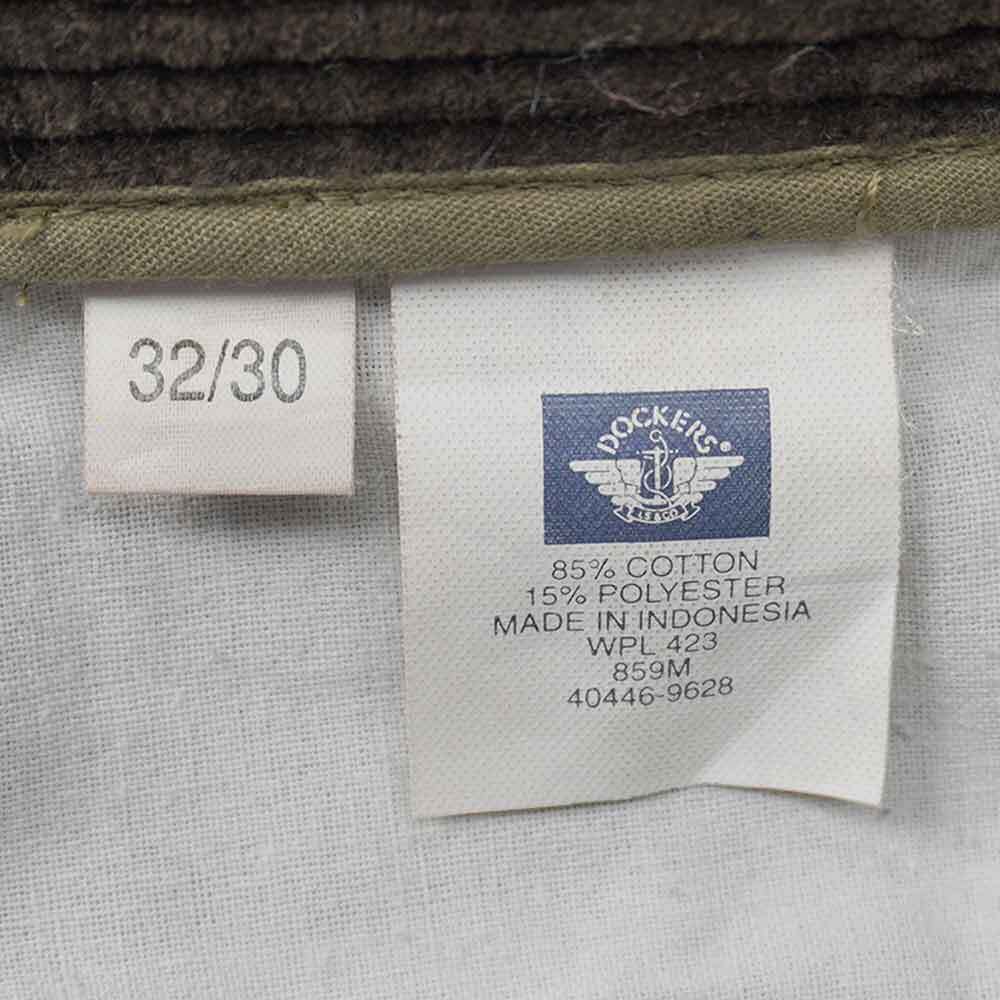 32/30
DOCKERS®
LS&CO
85% COTTON
15% POLYESTER
MADE IN INDONESIA
WPL 423
859M
40446-9628